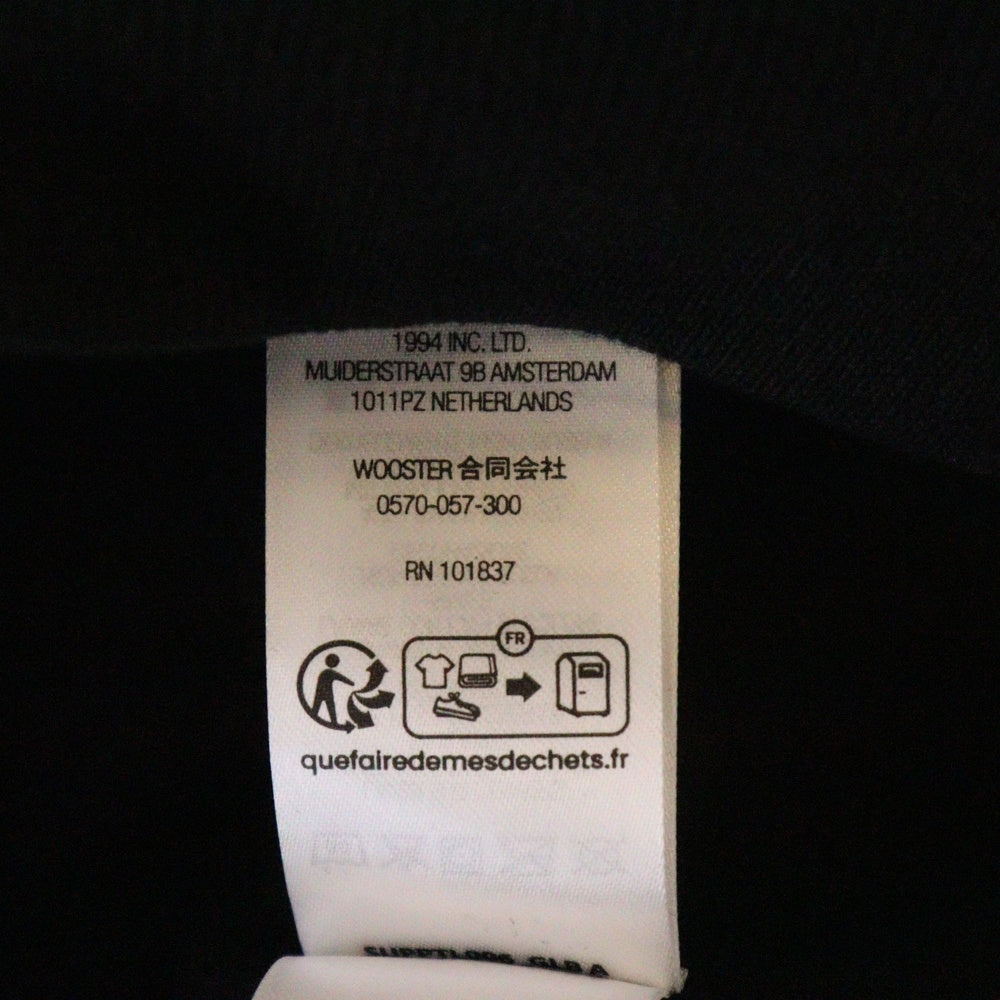 1994 INC. LTD.
MUIDERSTRAAT 9B AMSTERDAM
1011PZ NETHERLANDS
WOOSTER 合同会社
0570-057-300
RN 101837
FR
quefairedemesdechets.fr